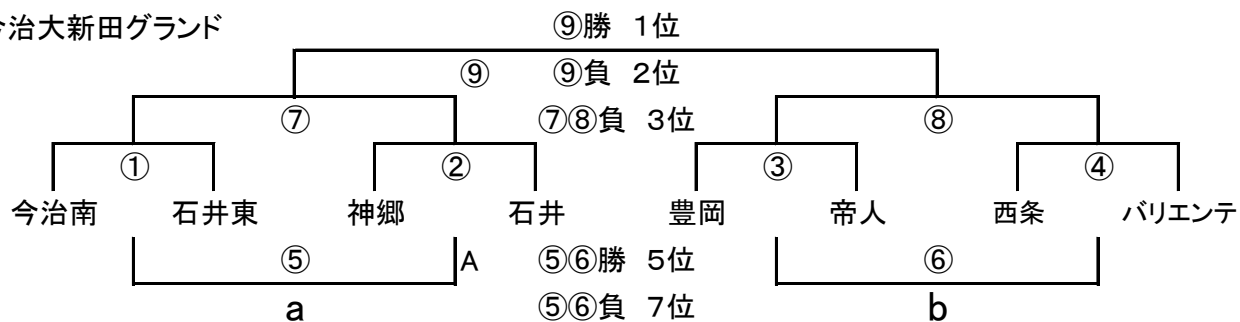 今治大新田グランド ⑨勝 1位
⑨ ⑨負 2位
⑦ ⑦⑧負 3位 ⑧
① ② ③ ④
今治南 石井東 神郷 石井 豊岡 帝人 西条 バリエンテ
⑤ A ⑤⑥勝 5位 ⑥
a ⑤⑥負 7位 b